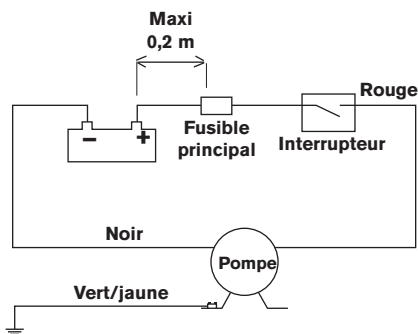 Maxi
0,2 m
Rouge
Fusible
principal
Interrupteur
− +
Noir
Pompe
Vert/jaune